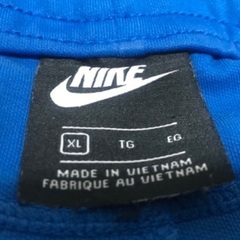 NIKE
XL TG EG
MADE IN VIETNAM
FABRIQUE AU VIETNAM